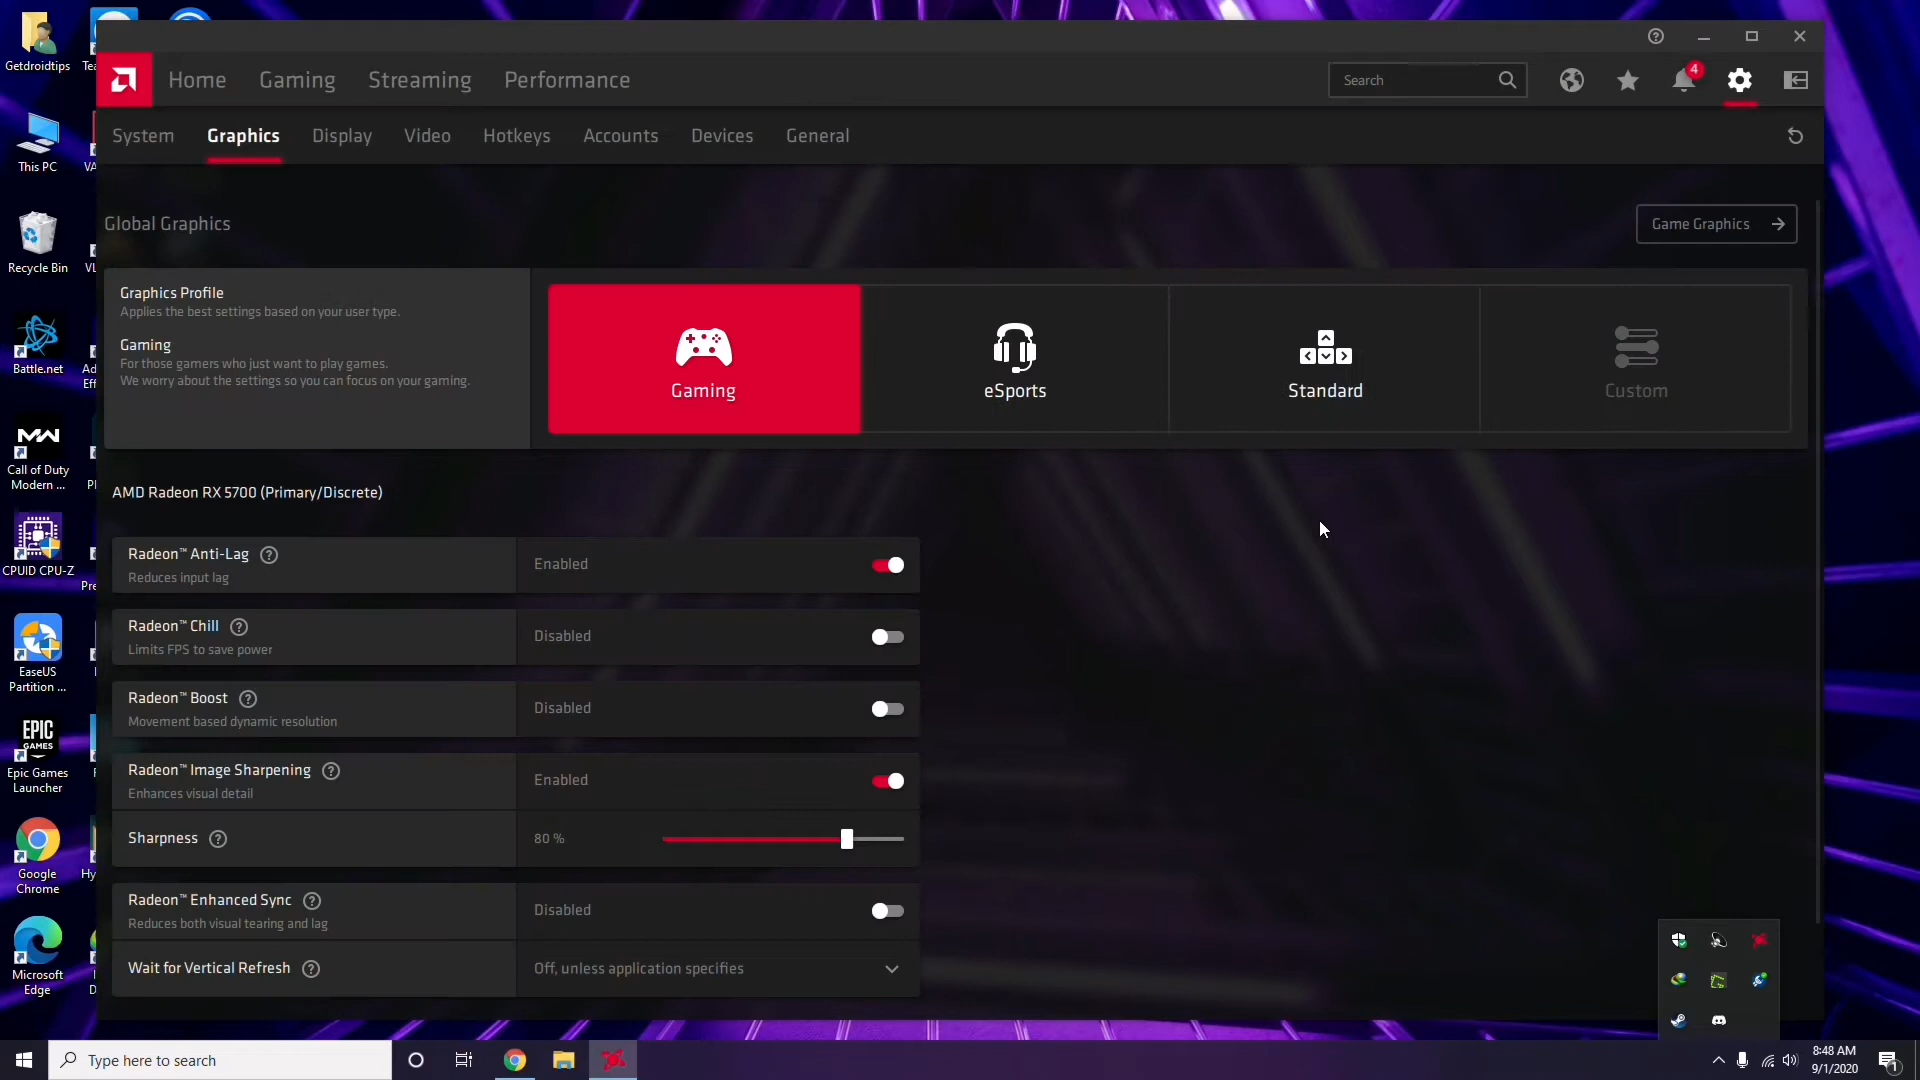 Getdroidtips
This PC
Recycle Bin
Battle.net
Call of Duty
Modern ...
CPUID CPU-Z
EaseUS
Partition ...
EPIC
GAMES
Epic Games
Launcher
Google
Chrome
Microsoft
Edge
Home
Gaming
Streaming
Performance
Search
4
System
Graphics
Display
Video
Hotkeys
Accounts
Devices
General
Global Graphics
Game Graphics
Graphics Profile
Applies the best settings based on your user type.
Gaming
For those gamers who just want to play games.
We worry about the settings so you can focus on your gaming.
Gaming
eSports
Standard
Custom
AMD Radeon RX 5700 (Primary/Discrete)
Radeon™ Anti-Lag
Reduces input lag
Enabled
Radeon™ Chill
Limits FPS to save power
Disabled
Radeon™ Boost
Movement based dynamic resolution
Disabled
Radeon™ Image Sharpening
Enhances visual detail
Enabled
Sharpness
80 %
Radeon™ Enhanced Sync
Reduces both visual tearing and lag
Disabled
Wait for Vertical Refresh
Off, unless application specifies
Type here to search
8:48 AM
9/1/2020
1